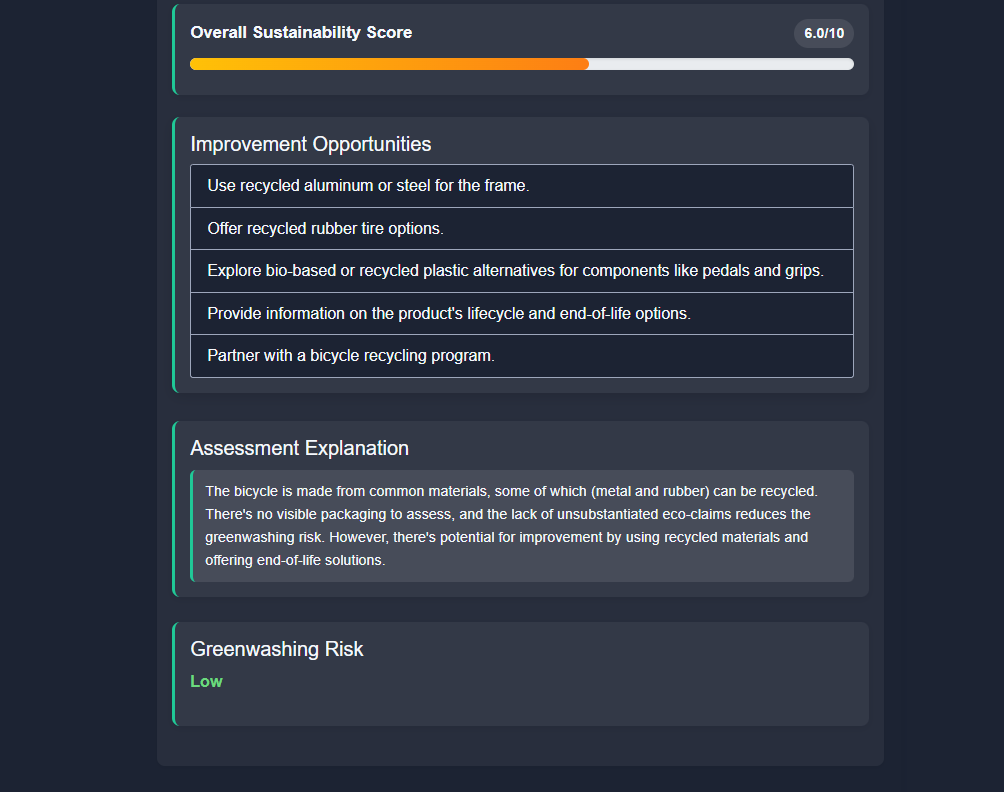 Overall Sustainability Score
6.0/10
Improvement Opportunities
Use recycled aluminum or steel for the frame.
Offer recycled rubber tire options.
Explore bio-based or recycled plastic alternatives for components like pedals and grips.
Provide information on the product's lifecycle and end-of-life options.
Partner with a bicycle recycling program.
Assessment Explanation
The bicycle is made from common materials, some of which (metal and rubber) can be recycled.
There's no visible packaging to assess, and the lack of unsubstantiated eco-claims reduces the
greenwashing risk. However, there's potential for improvement by using recycled materials and
offering end-of-life solutions.
Greenwashing Risk
Low